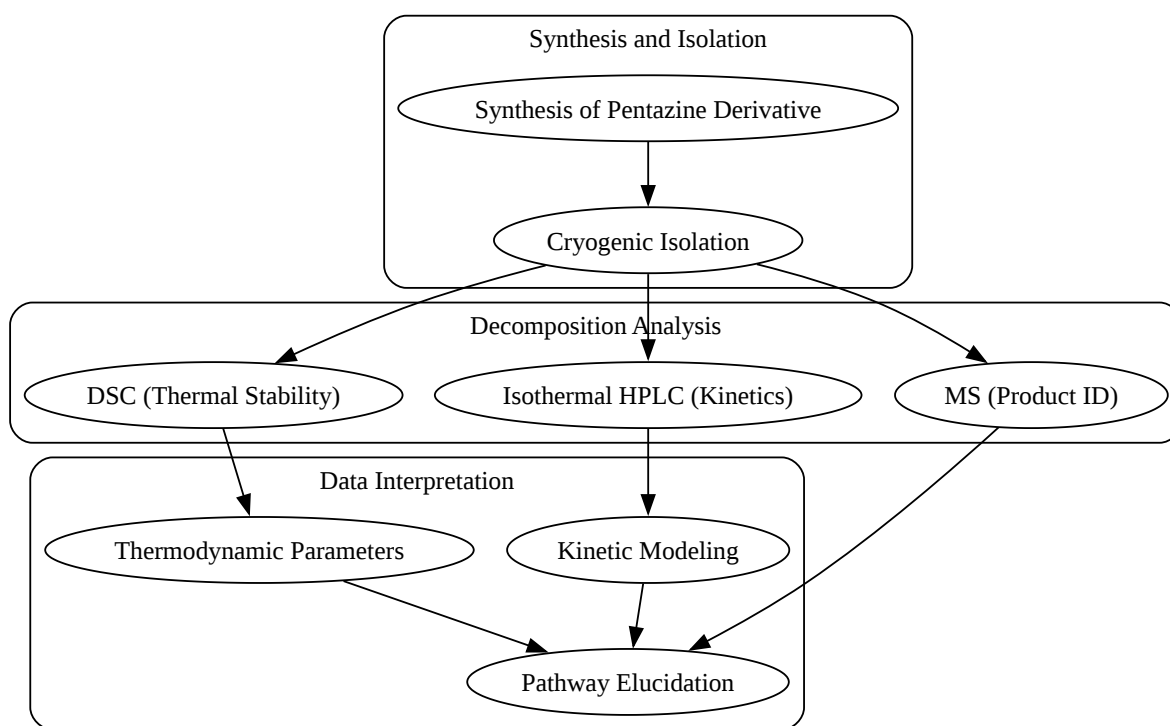 Synthesis and Isolation
Synthesis of Pentazine Derivative
Cryogenic Isolation
Decomposition Analysis
DSC (Thermal Stability)
Isothermal HPLC (Kinetics)
MS (Product ID)
Data Interpretation
Thermodynamic Parameters
Kinetic Modeling
Pathway Elucidation